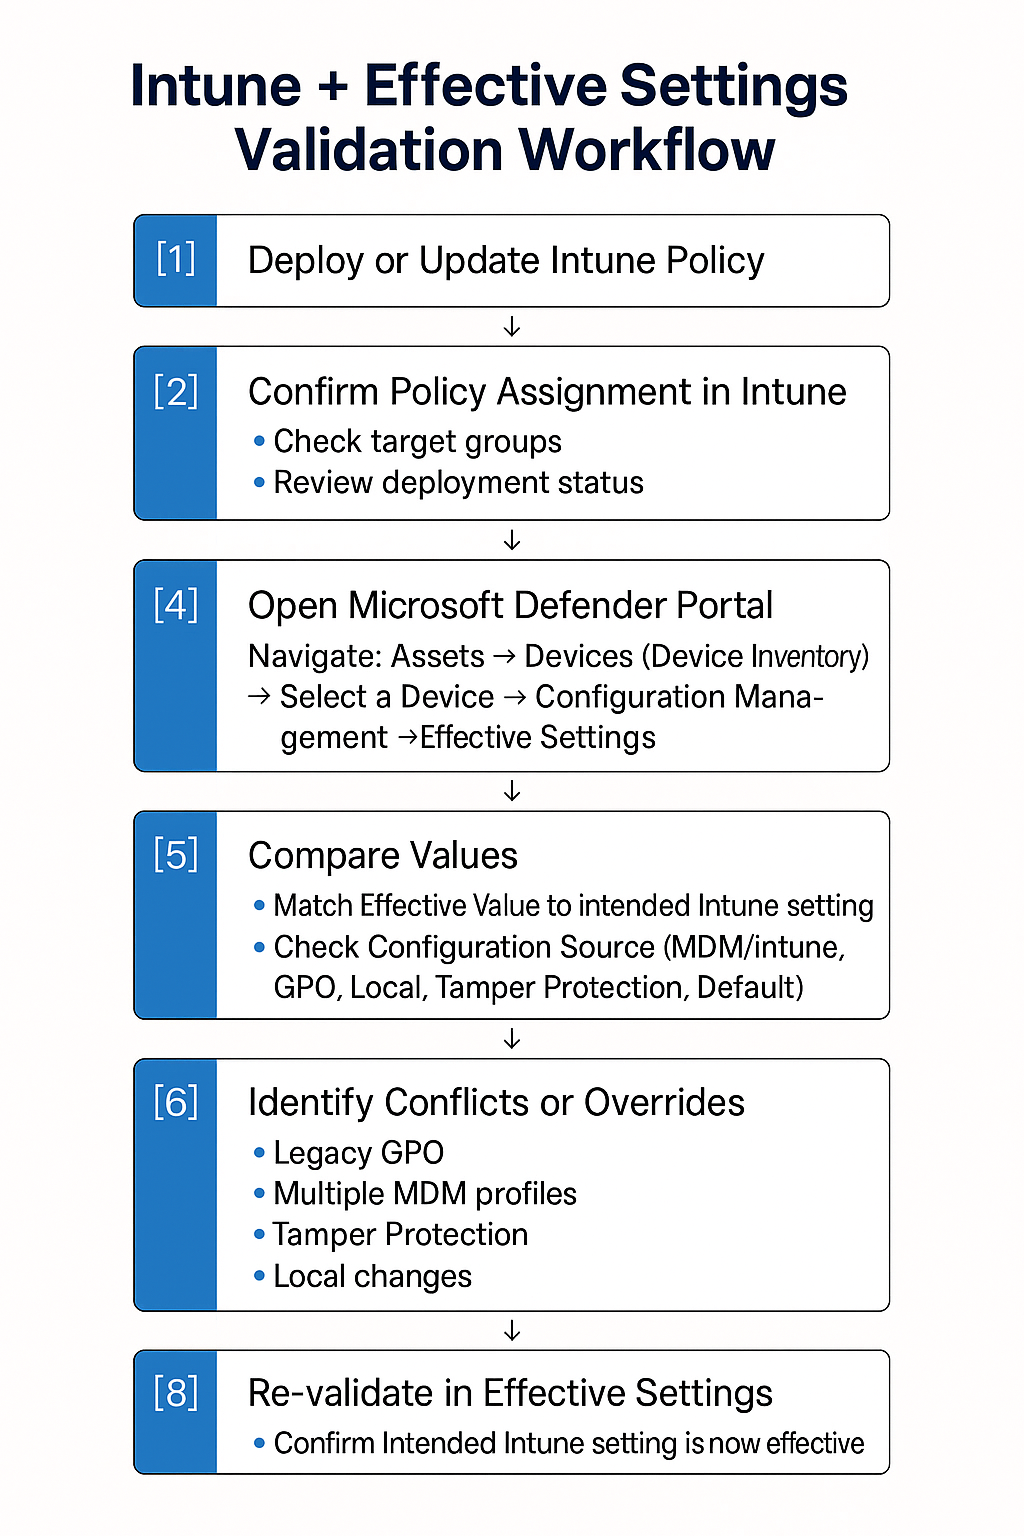 Intune + Effective Settings
Validation Workflow
[1]
Deploy or Update Intune Policy
↓
[2]
Confirm Policy Assignment in Intune
• Check target groups
• Review deployment status
↓
[4]
Open Microsoft Defender Portal
Navigate: Assets → Devices (Device Inventory)
→ Select a Device → Configuration Mana-
gement →Effective Settings
↓
[5]
Compare Values
• Match Effective Value to intended Intune setting
• Check Configuration Source (MDM/intune,
GPO, Local, Tamper Protection, Default)
↓
[6]
Identify Conflicts or Overrides
• Legacy GPO
• Multiple MDM profiles
• Tamper Protection
• Local changes
↓
[8]
Re-validate in Effective Settings
• Confirm Intended Intune setting is now effective